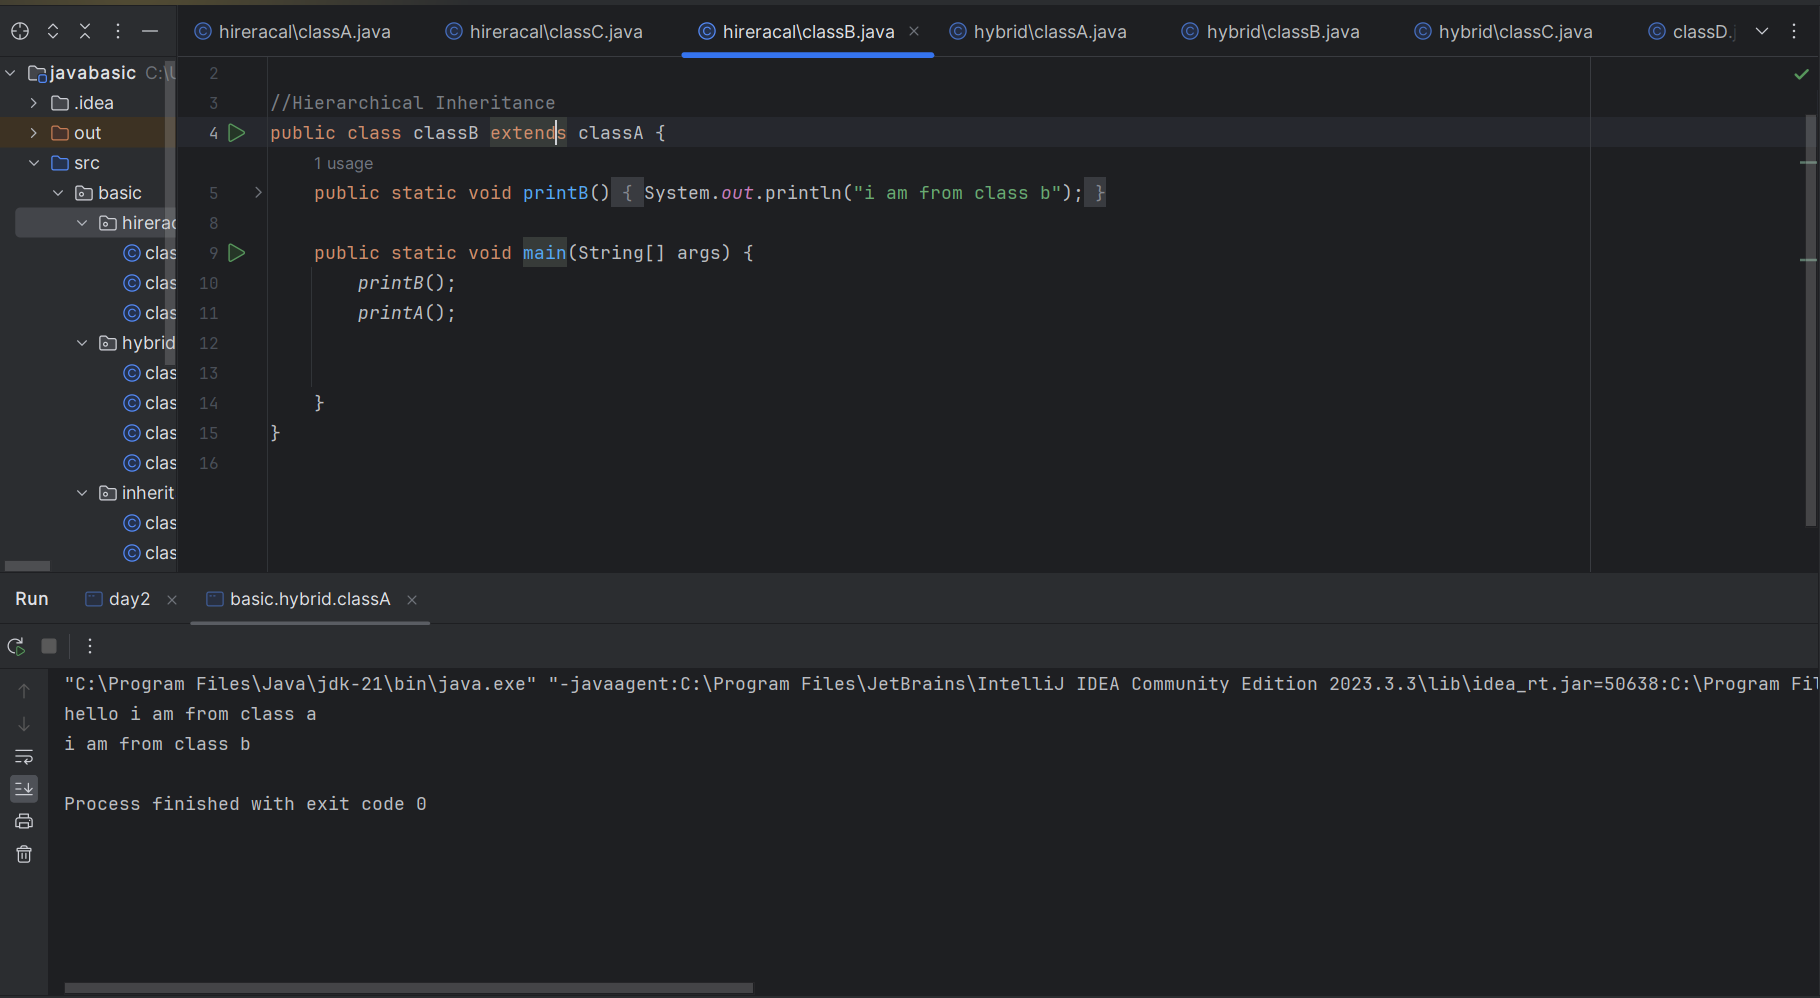 hireracal\classA.java
hireracal\classC.java
hireracal\classB.java
hybrid\classA.java
hybrid\classB.java
hybrid\classC.java
classD.
javabasic C:\
.idea
out
src
basic
hirerac
clas
clas
clas
hybrid
clas
clas
clas
clas
inherit
clas
clas
2
3 //Hierarchical Inheritance
4 public class classB extends classA {
1 usage
5 public static void printB() { System.out.println("i am from class b"); }
8
9 public static void main(String[] args) {
10 printB();
11 printA();
12
13
14 }
15 }
16
Run day2 basic.hybrid.classA
"C:\Program Files\Java\jdk-21\bin\java.exe" "-javaagent:C:\Program Files\JetBrains\IntelliJ IDEA Community Edition 2023.3.3\lib\idea_rt.jar=50638:C:\Program Fil
hello i am from class a
i am from class b
Process finished with exit code 0